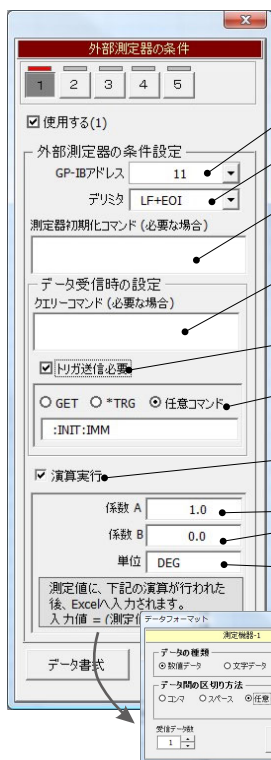 外部測定器の条件
1 2 3 4 5
使用する(1)
外部測定器の条件設定
GP-IBアドレス 11
デリミタ LF+EOI
測定器初期化コマンド(必要な場合)
データ受信時の設定
クエリーコマンド(必要な場合)
トリガ送信必要
GET *TRG 任意コマンド
:INIT:IMM
演算実行
係数 A 1.0
係数 B 0.0
単位 DEG
測定値に、下記の演算が行われた
後、Excelへ入力されます。
入力値 = (測定
データ書式
データフォーマット
測定機器-1
データの種類
数値データ 文字データ
データ間の区切り方法
コンマ スペース 任意
受信データ数
1